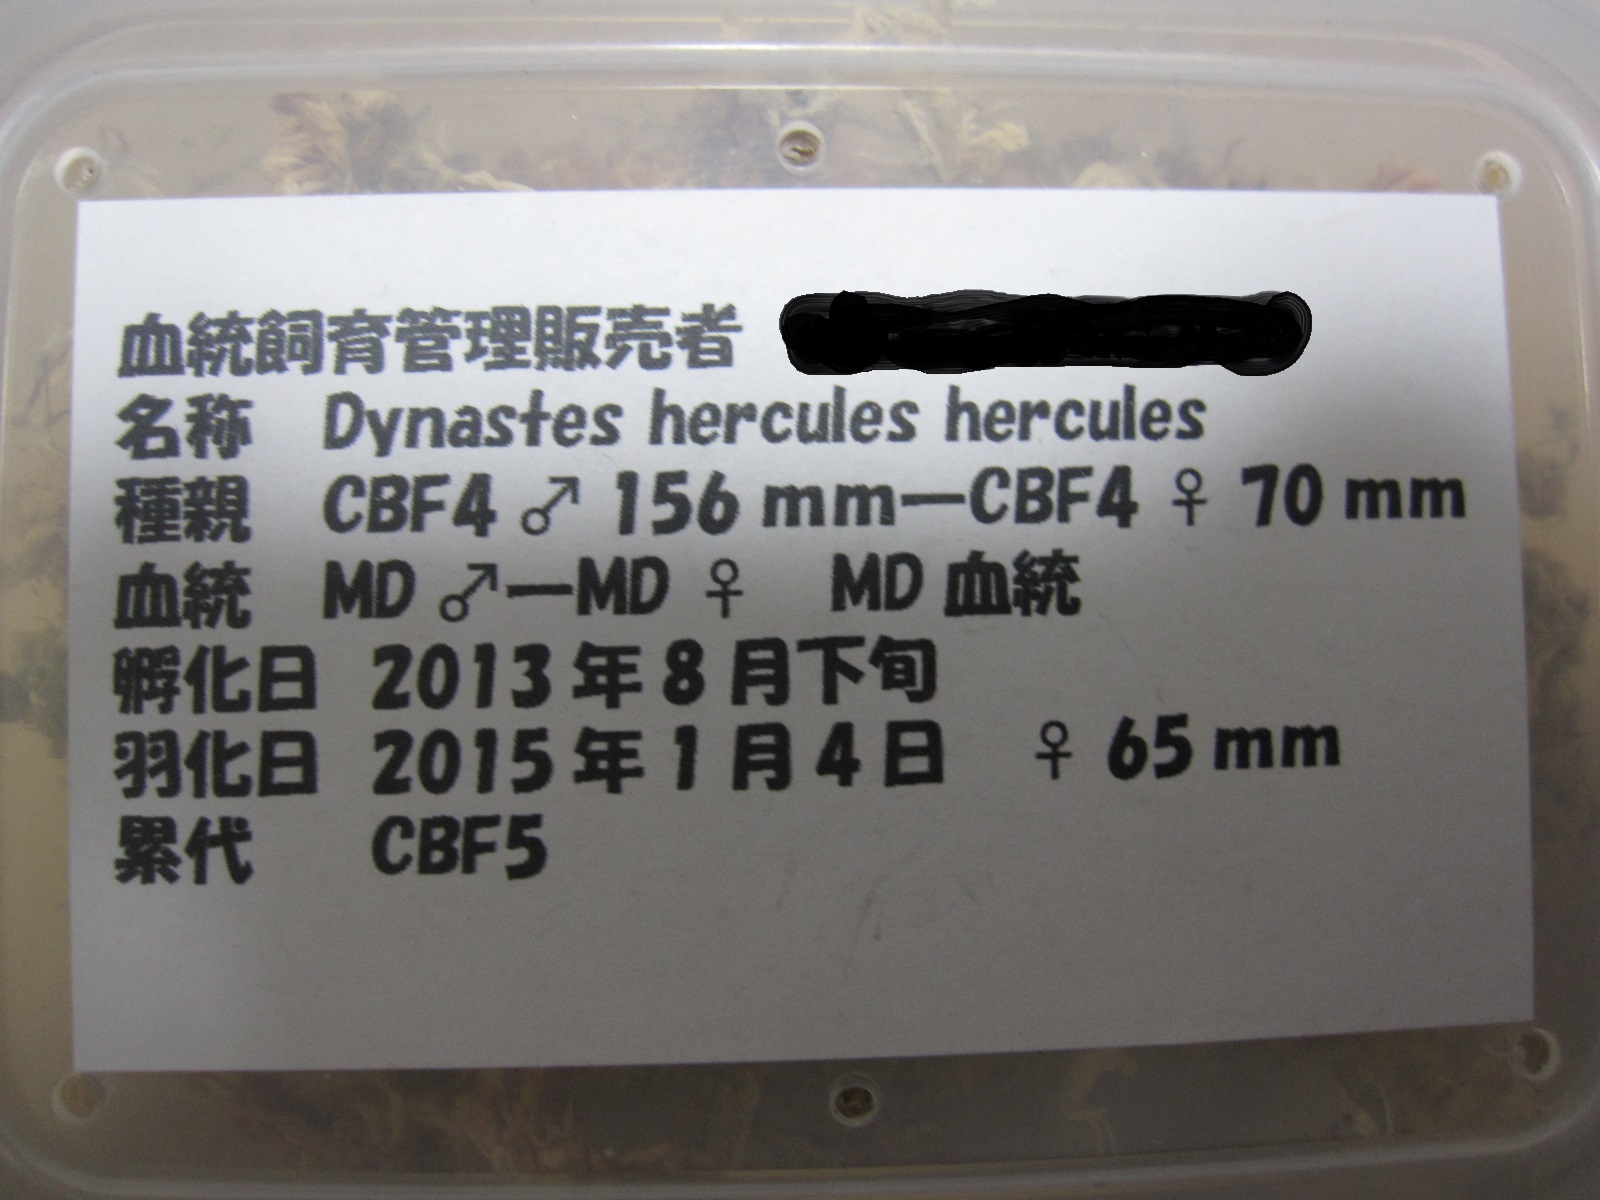 血統飼育管理販売者
名称 Dynastes hercules hercules
種親 CBF4 ♂ 156 mm—CBF4 ♀ 70 mm
血統 MD ♂—MD ♀ MD 血統
孵化日 2013 年 8 月下旬
羽化日 2015 年 1 月 4 日 ♀ 65 mm
累代 CBF5